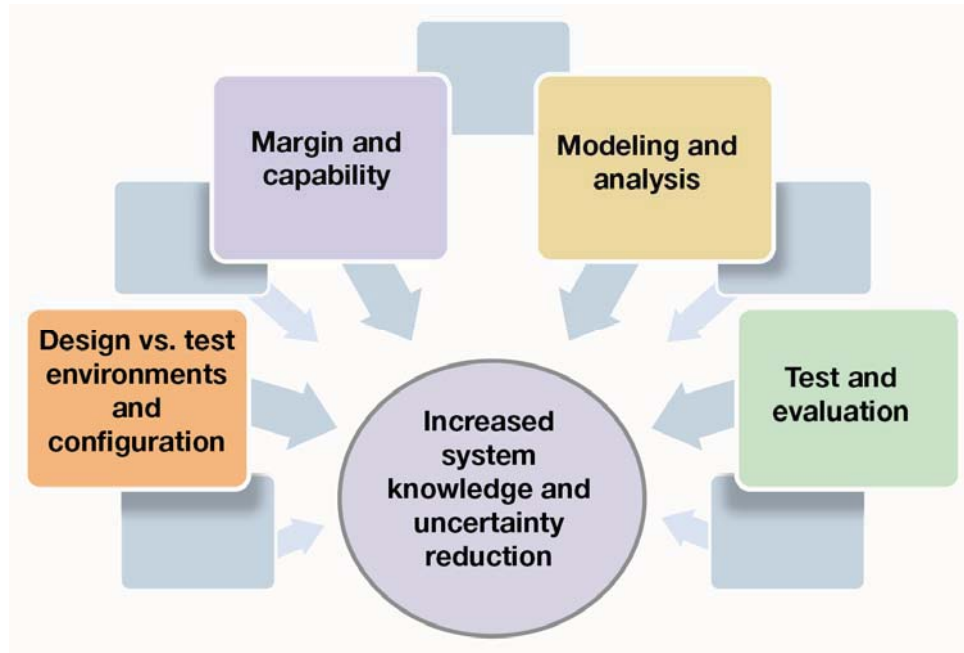 Margin and
capability
Modeling and
analysis
Design vs. test
environments
and
configuration
Test and
evaluation
Increased
system
knowledge and
uncertainty
reduction